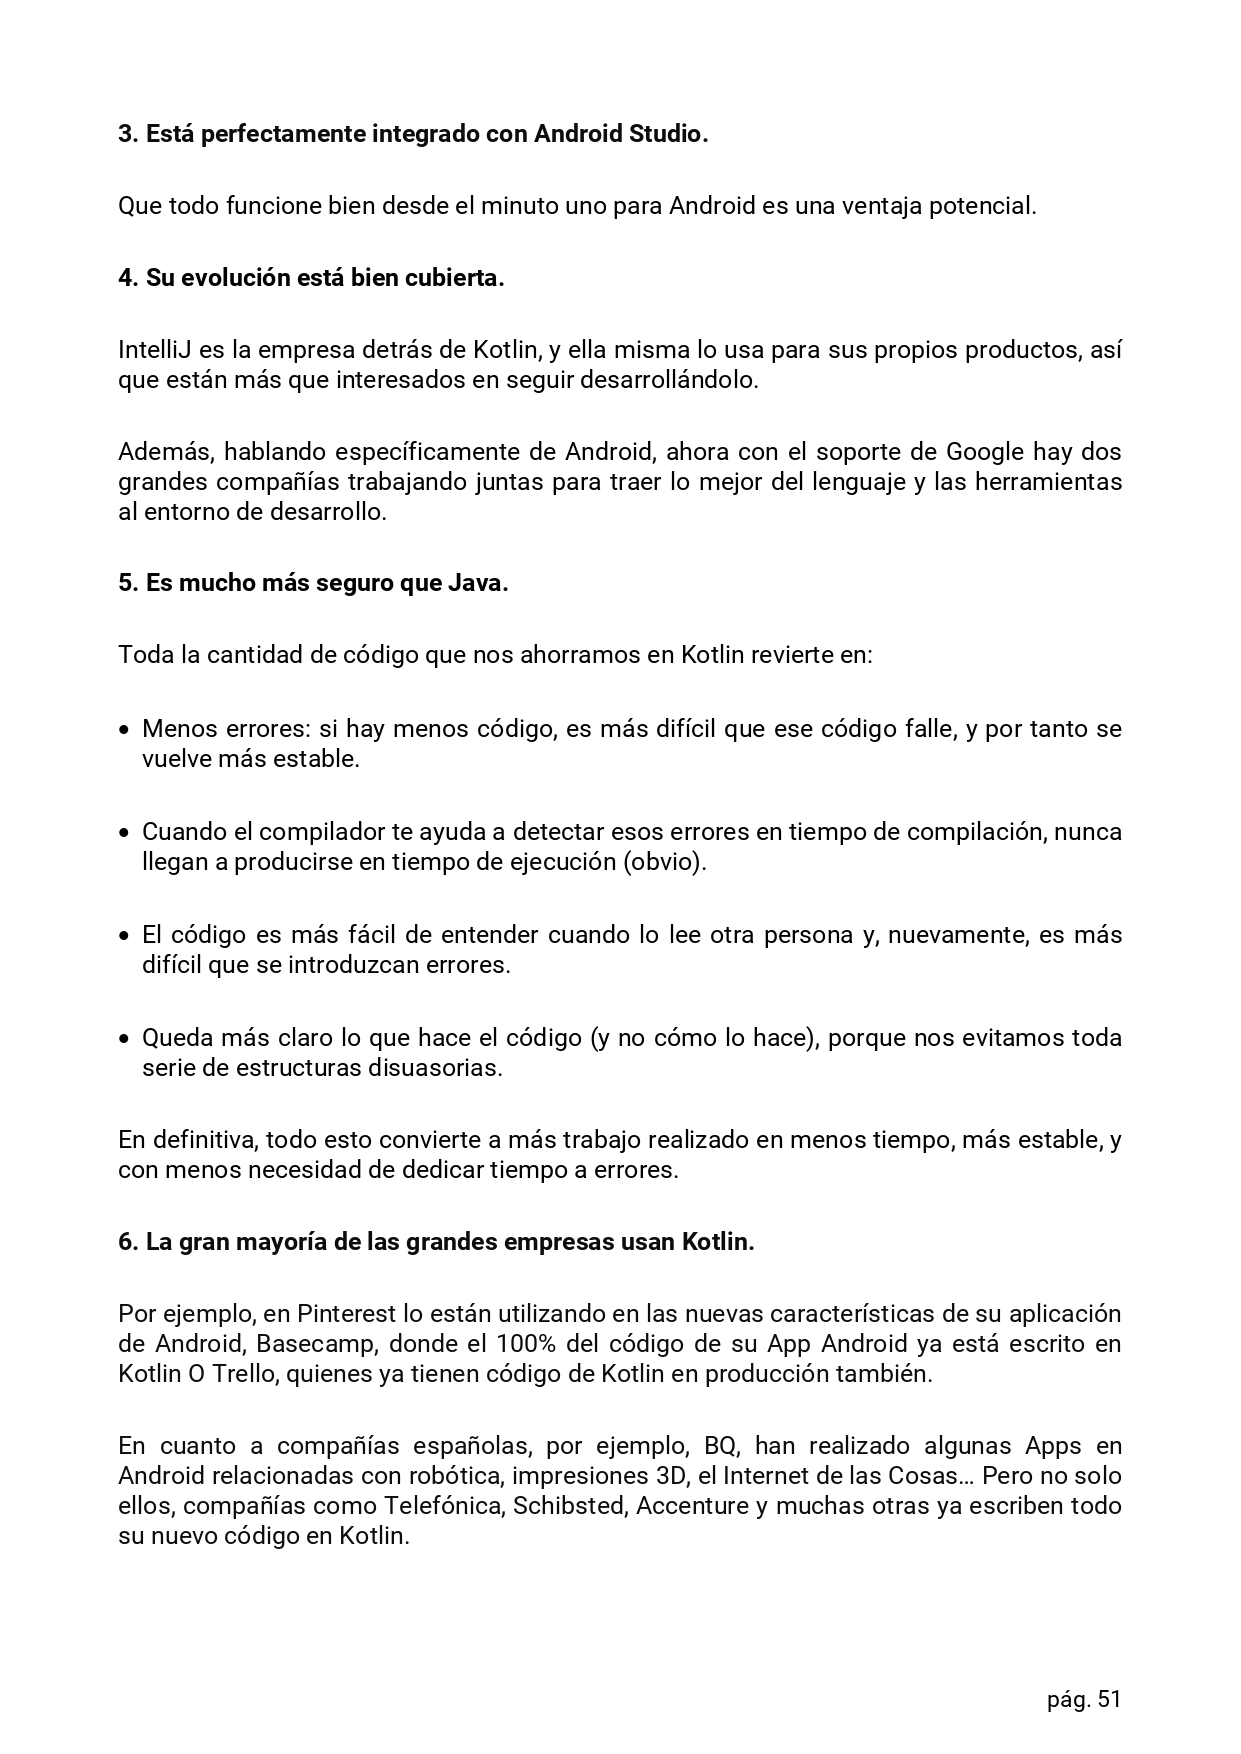 3. Está perfectamente integrado con Android Studio.
Que todo funcione bien desde el minuto uno para Android es una ventaja potencial.
4. Su evolución está bien cubierta.
IntelliJ es la empresa detrás de Kotlin, y ella misma lo usa para sus propios productos, así
que están más que interesados en seguir desarrollándolo.
Además, hablando específicamente de Android, ahora con el soporte de Google hay dos
grandes compañías trabajando juntas para traer lo mejor del lenguaje y las herramientas
al entorno de desarrollo.
5. Es mucho más seguro que Java.
Toda la cantidad de código que nos ahorramos en Kotlin revierte en:
• Menos errores: si hay menos código, es más difícil que ese código falle, y por tanto se
vuelve más estable.
• Cuando el compilador te ayuda a detectar esos errores en tiempo de compilación, nunca
llegan a producirse en tiempo de ejecución (obvio).
• El código es más fácil de entender cuando lo lee otra persona y, nuevamente, es más
difícil que se introduzcan errores.
• Queda más claro lo que hace el código (y no cómo lo hace), porque nos evitamos toda
serie de estructuras disuasorias.
En definitiva, todo esto convierte a más trabajo realizado en menos tiempo, más estable, y
con menos necesidad de dedicar tiempo a errores.
6. La gran mayoría de las grandes empresas usan Kotlin.
Por ejemplo, en Pinterest lo están utilizando en las nuevas características de su aplicación
de Android, Basecamp, donde el 100% del código de su App Android ya está escrito en
Kotlin O Trello, quienes ya tienen código de Kotlin en producción también.
En cuanto a compañías españolas, por ejemplo, BQ, han realizado algunas Apps en
Android relacionadas con robótica, impresiones 3D, el Internet de las Cosas… Pero no solo
ellos, compañías como Telefónica, Schibsted, Accenture y muchas otras ya escriben todo
su nuevo código en Kotlin.
pág. 51